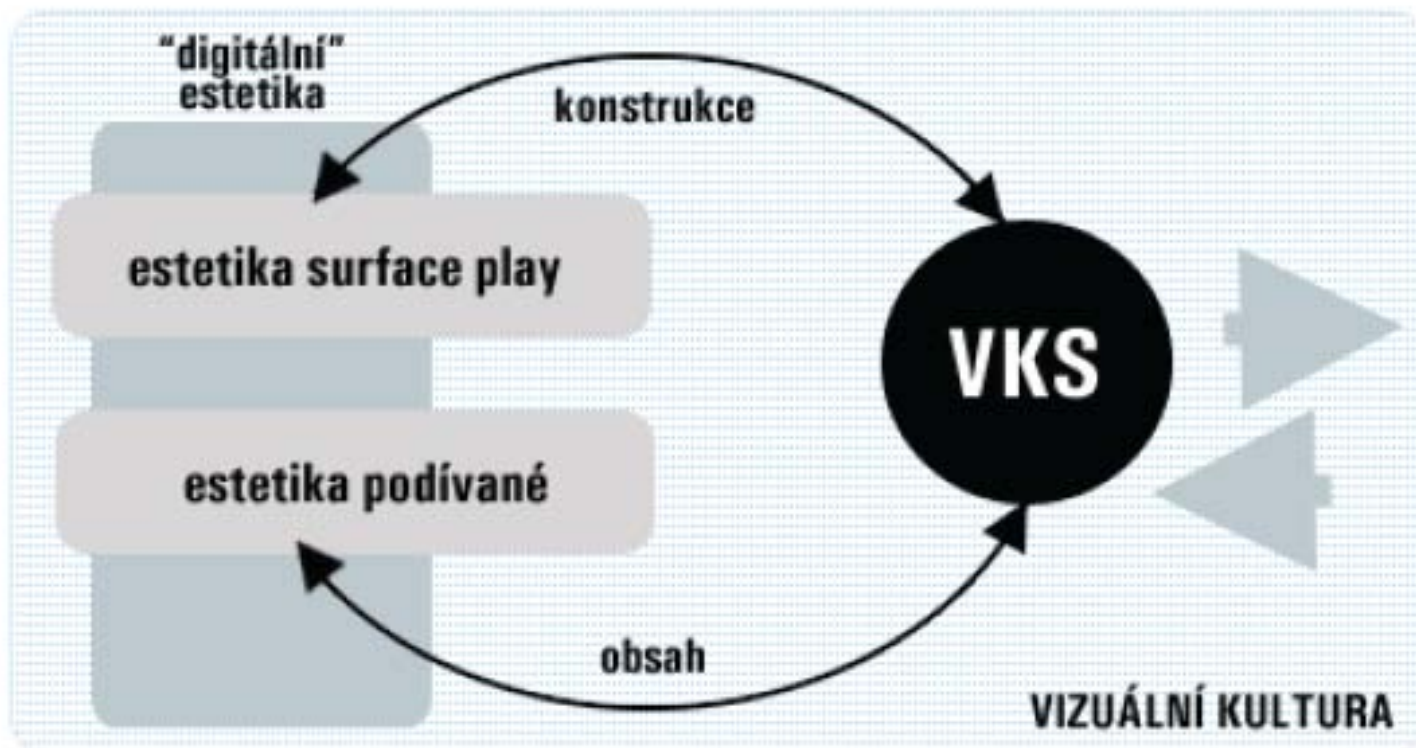 “digitální”
estetika
konstrukce
estetika surface play
VKS
estetika podívané
obsah
VIZUÁLNÍ KULTURA